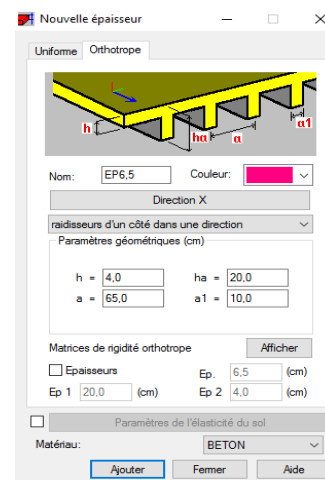 Nouvelle épaisseur
Uniforme Orthotrope
h ha a a1
Nom: EP6,5 Couleur:
Direction X
raidisseurs d'un côté dans une direction
Paramètres géométriques (cm)
h = 4,0 ha = 20,0
a = 65,0 a1 = 10,0
Matrices de rigidité orthotrope Afficher
Epaisseurs Ep. 6,5 (cm)
Ep 1 20,0 (cm) Ep 2 4,0 (cm)
Paramètres de l'élasticité du sol
Matériau: BETON
Ajouter Fermer Aide